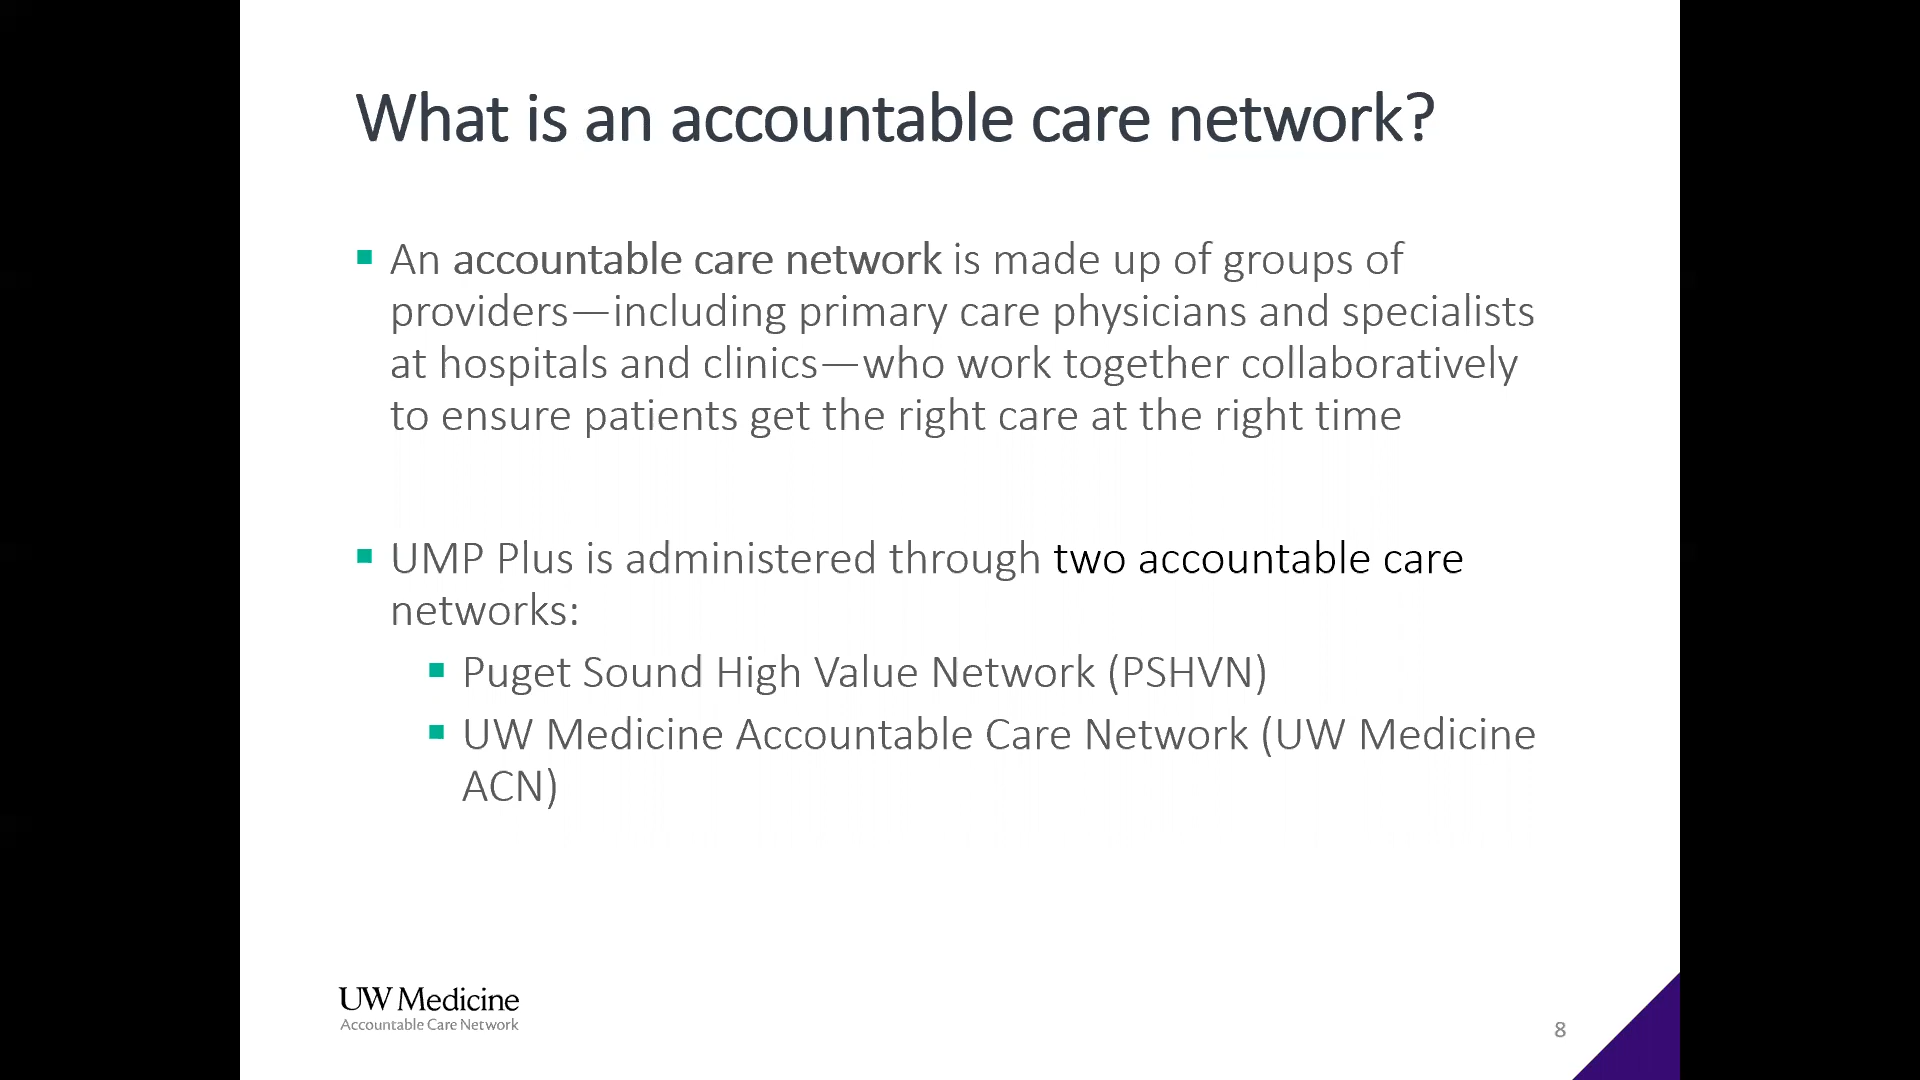 What is an accountable care network?
An accountable care network is made up of groups of
providers—including primary care physicians and specialists
at hospitals and clinics—who work together collaboratively
to ensure patients get the right care at the right time
UMP Plus is administered through two accountable care
networks:
Puget Sound High Value Network (PSHVN)
UW Medicine Accountable Care Network (UW Medicine
ACN)
UW Medicine
Accountable Care Network
8